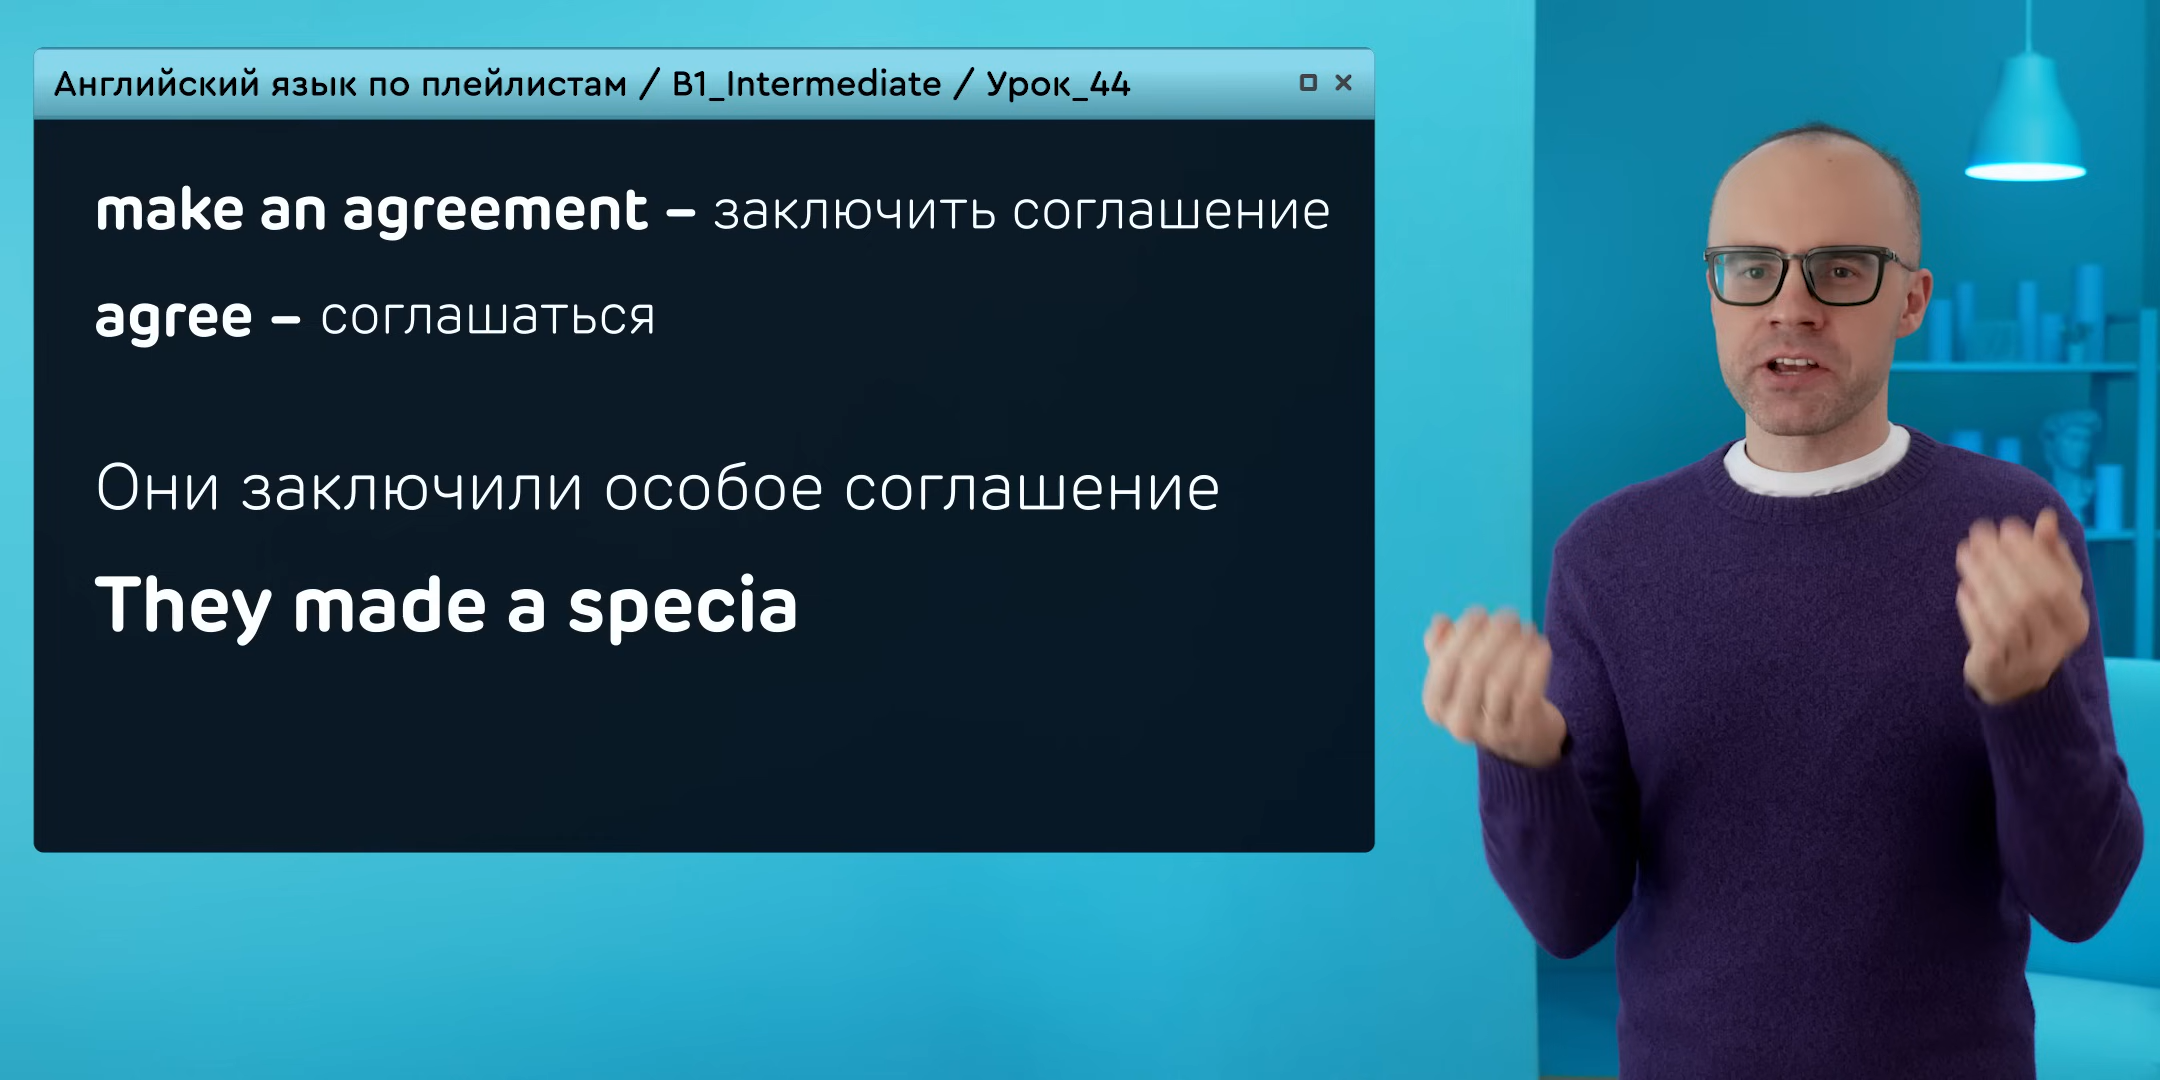 Английский язык по плейлистам / B1_Intermediate / Урок_44
make an agreement – заключить соглашение
agree – соглашаться
Они заключили особое соглашение
They made a specia